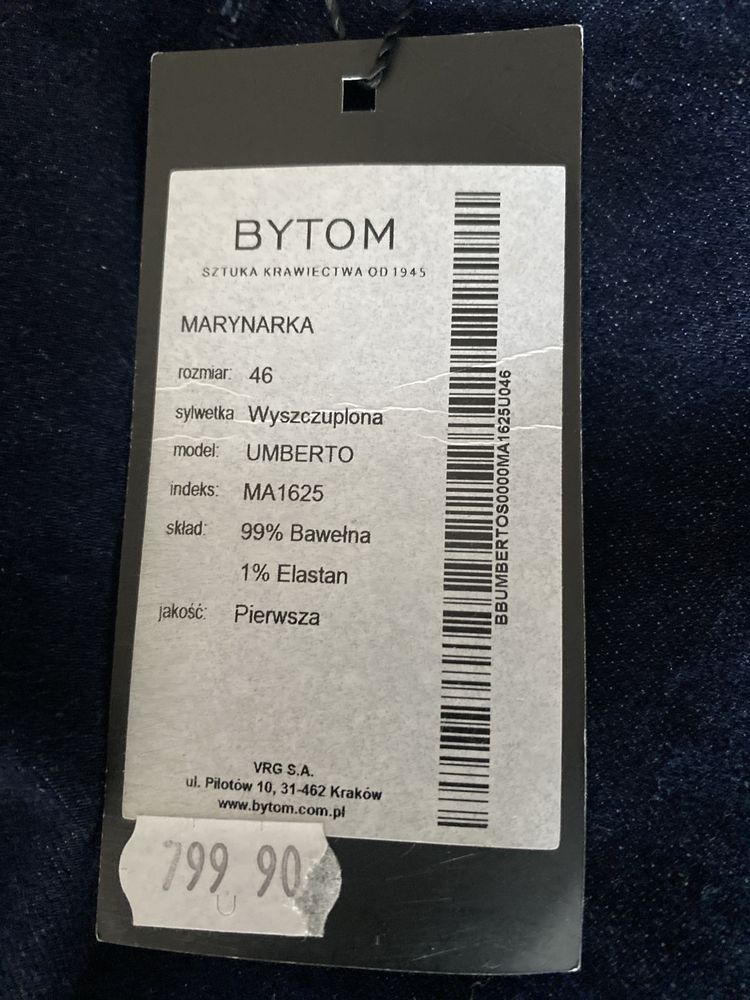 BYTOM
SZTUKA KRAWIECTWA OD 1945
MARYNARKA
rozmiar: 46
sylwetka Wyszczuplona
model: UMBERTO
indeks: MA1625
skład: 99% Bawełna
1% Elastan
jakość: Pierwsza
BBUMBERTOS0000MA1625U046
VRG S.A.
ul. Pilotów 10, 31-462 Kraków
www.bytom.com.pl
799 90